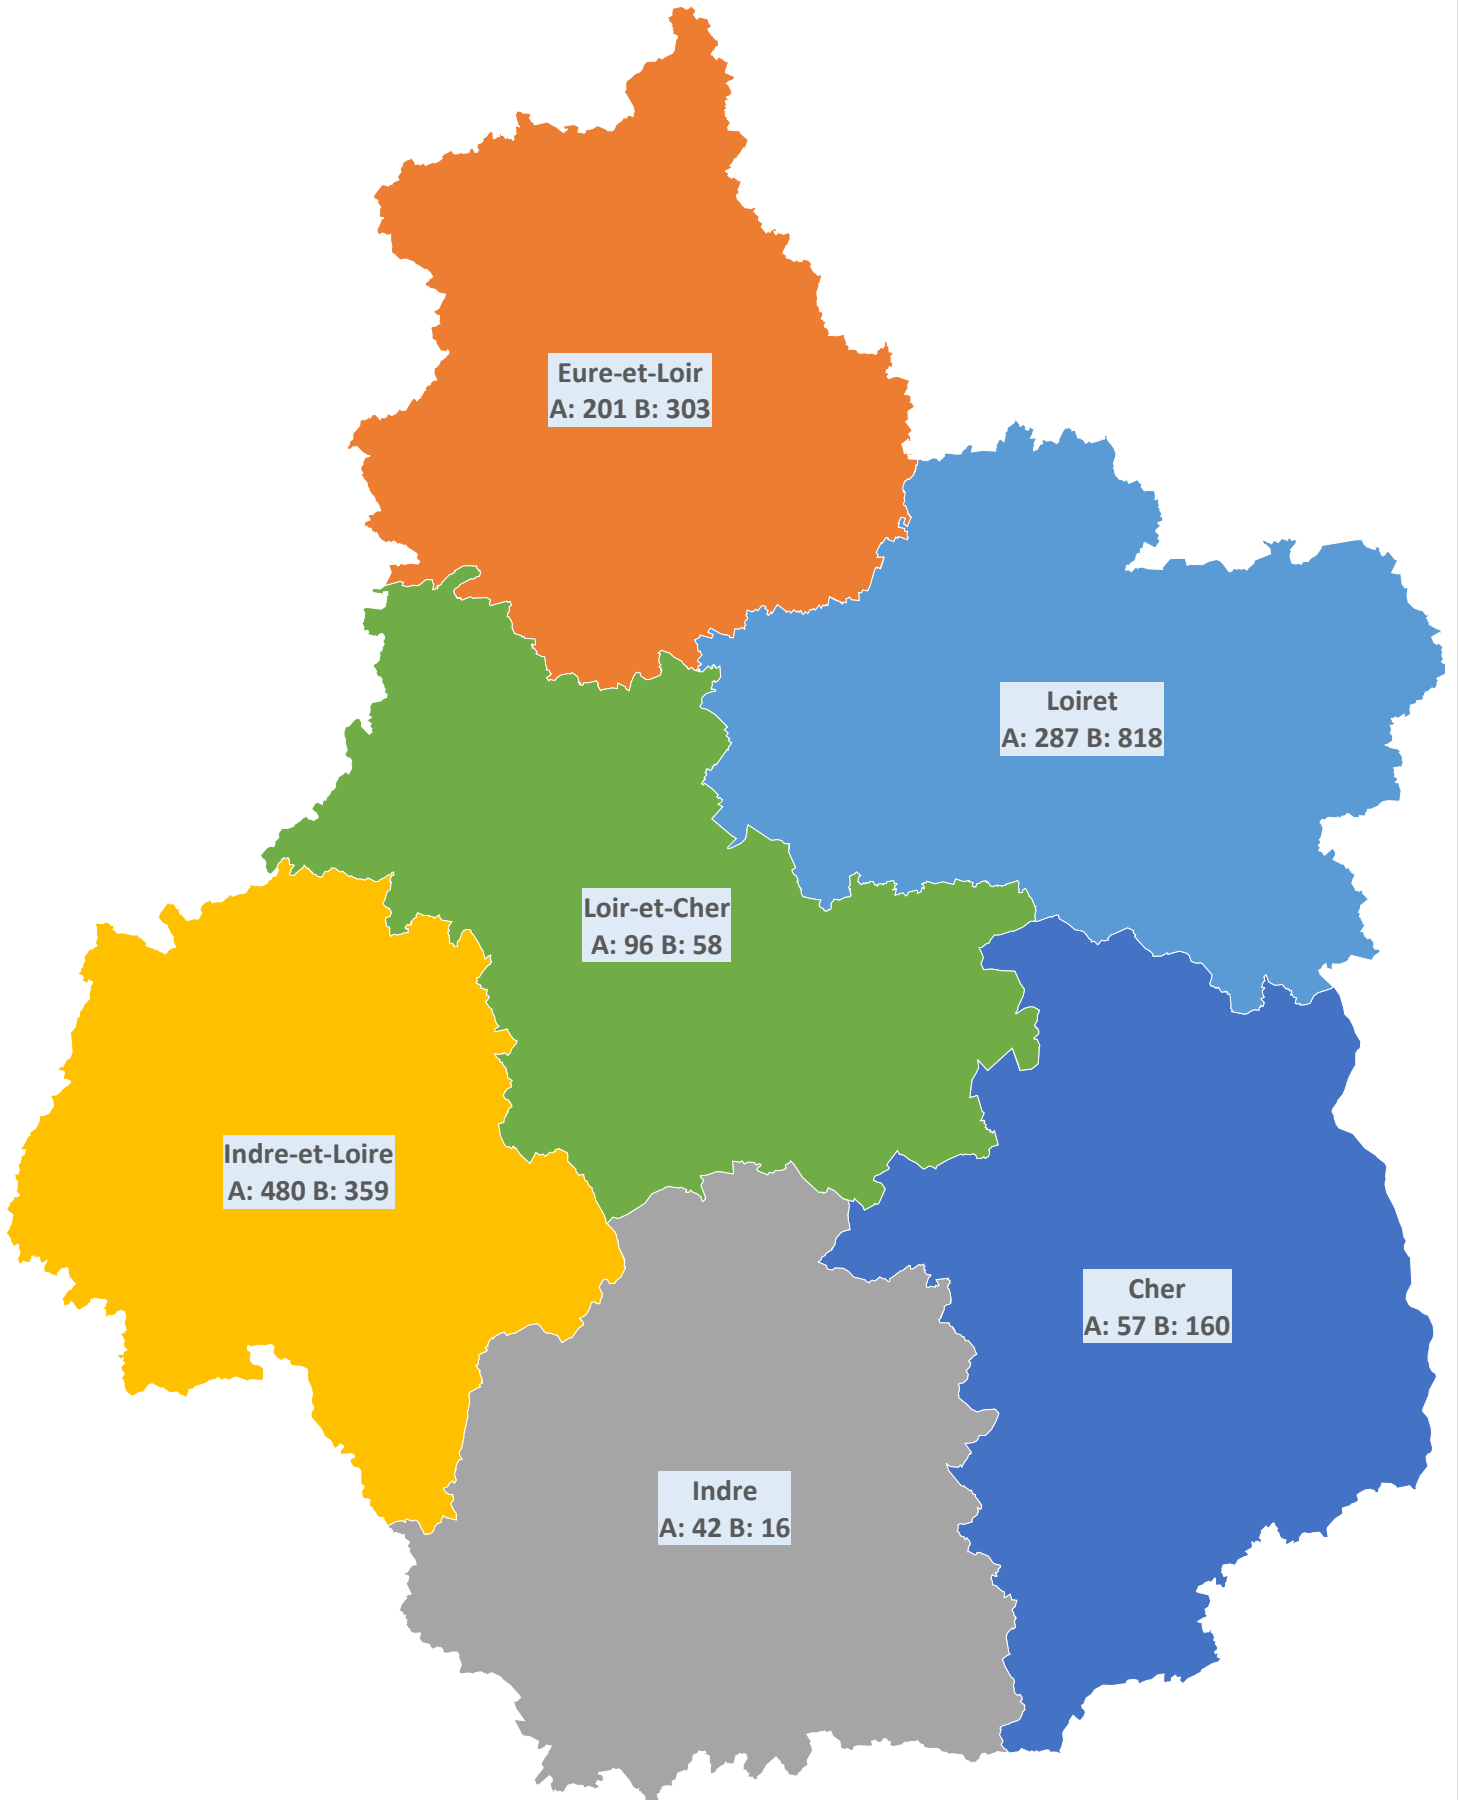 Eure-et-Loir
A: 201 B: 303
Loiret
A: 287 B: 818
Loir-et-Cher
A: 96 B: 58
Indre-et-Loire
A: 480 B: 359
Cher
A: 57 B: 160
Indre
A: 42 B: 16